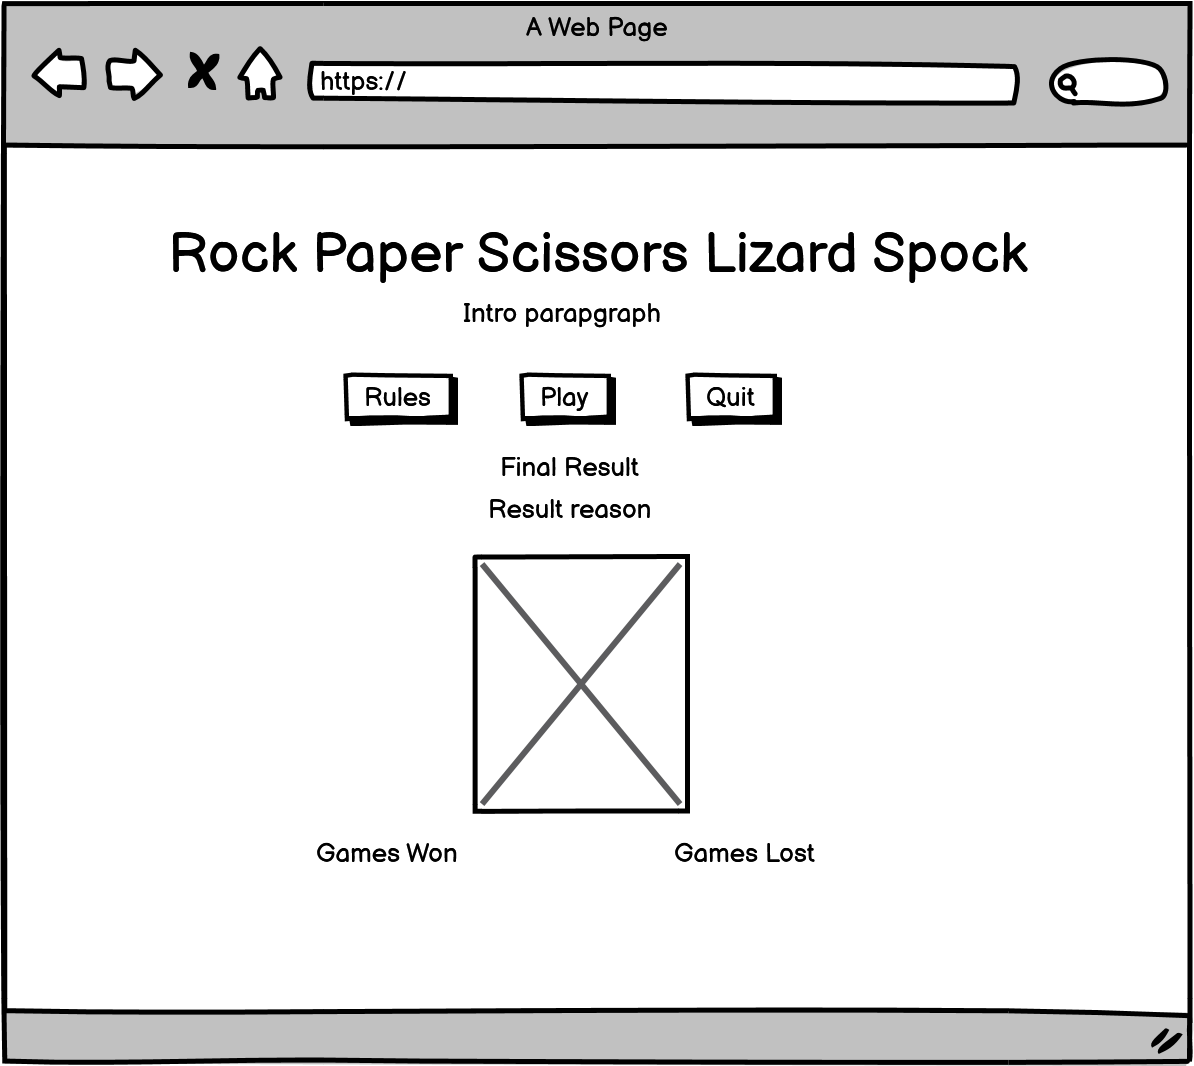 A Web Page
https://
Rock Paper Scissors Lizard Spock
Intro parapgraph
Rules Play Quit
Final Result
Result reason
Games Won Games Lost